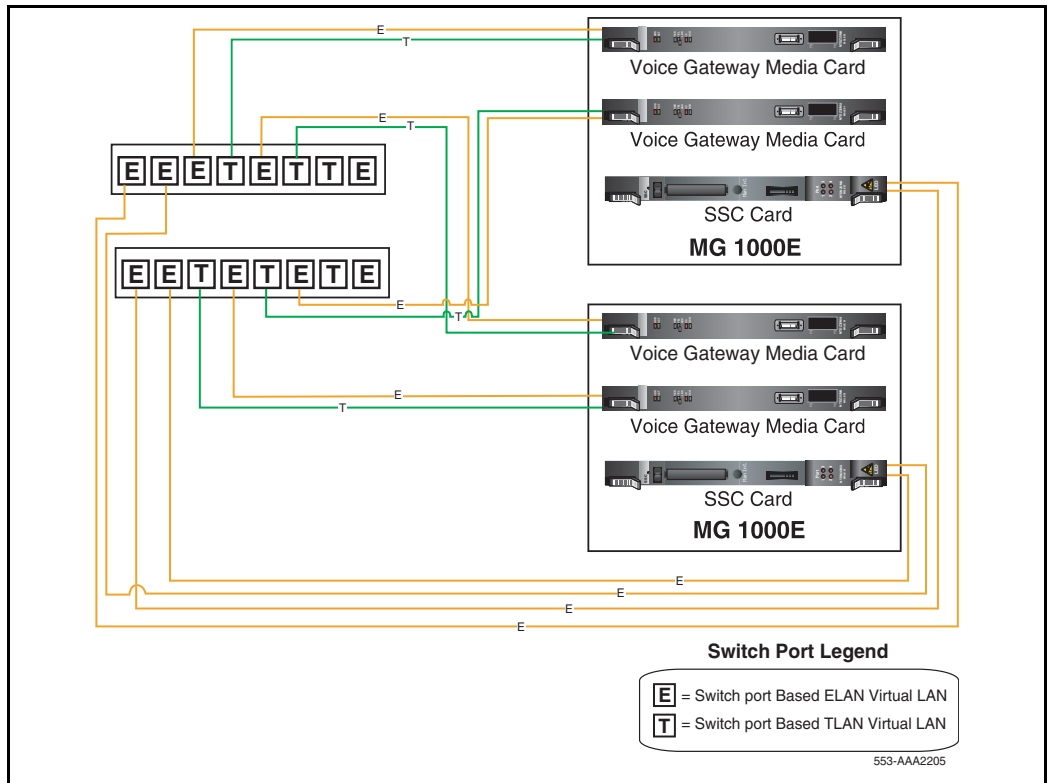 E
T
Voice Gateway Media Card
E
T
Voice Gateway Media Card
E E E T E T T E
SSC Card
MG 1000E
E E T E T E T E
E
T
Voice Gateway Media Card
E
T
Voice Gateway Media Card
SSC Card
MG 1000E
E
E
E
E
Switch Port Legend
E = Switch port Based ELAN Virtual LAN
T = Switch port Based TLAN Virtual LAN
553-AAA2205